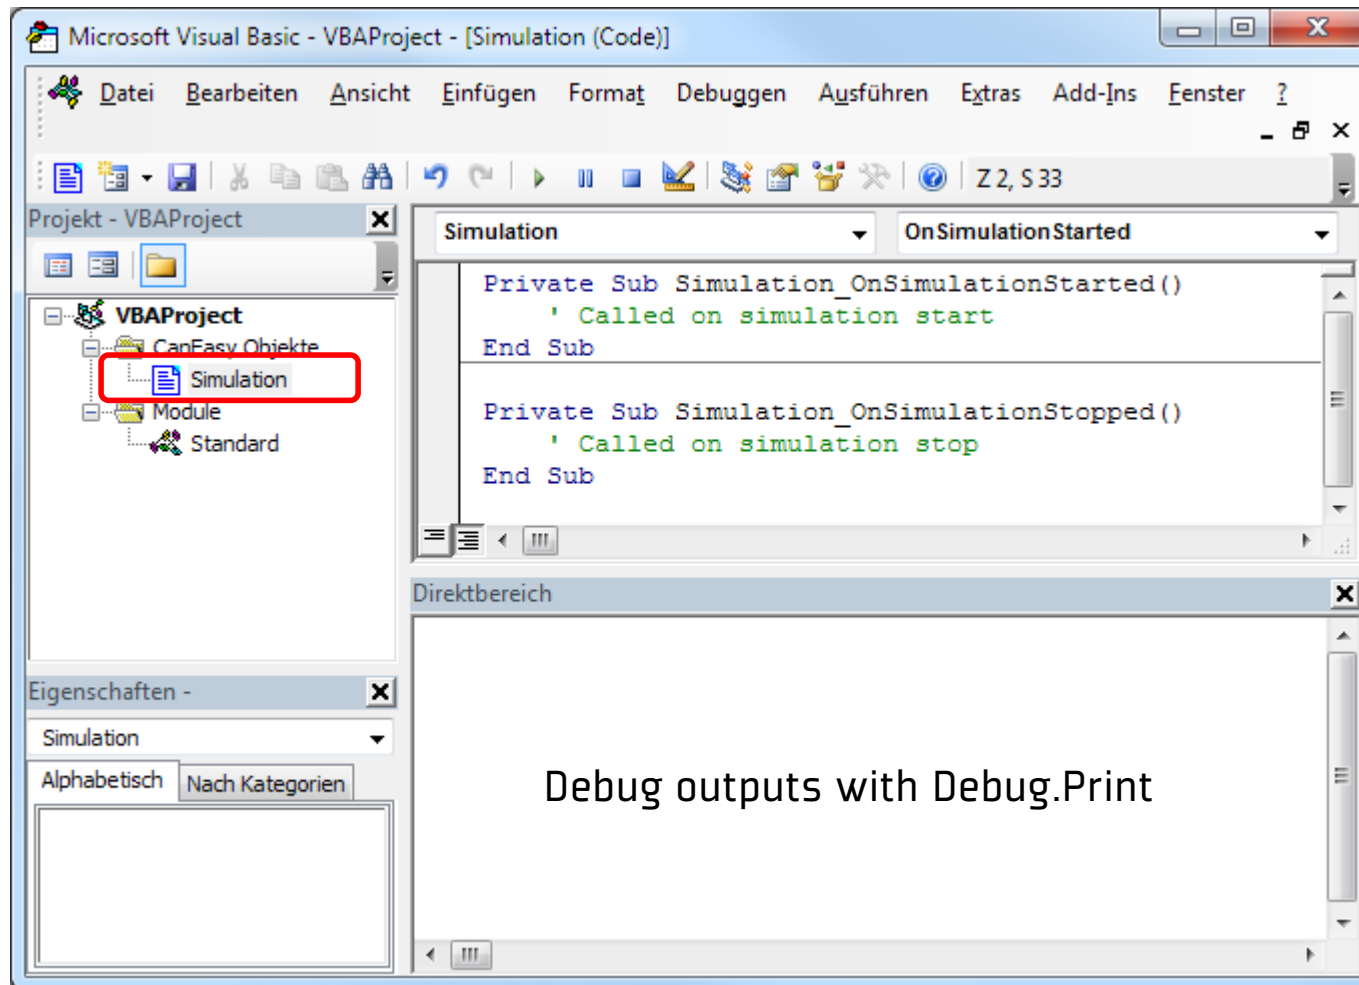 Microsoft Visual Basic - VBAProject - [Simulation (Code)]
Datei Bearbeiten Ansicht Einfügen Format Debuggen Ausführen Extras Add-Ins Fenster ?
Z 2, S 33
Projekt - VBAProject
Simulation OnSimulationStarted
VBAProject
CanEasy Objekte
Simulation
Module
Standard
Private Sub Simulation_OnSimulationStarted()
' Called on simulation start
End Sub
Private Sub Simulation_OnSimulationStopped()
' Called on simulation stop
End Sub
Direktbereich
Debug outputs with Debug.Print
Eigenschaften -
Simulation
Alphabetisch Nach Kategorien